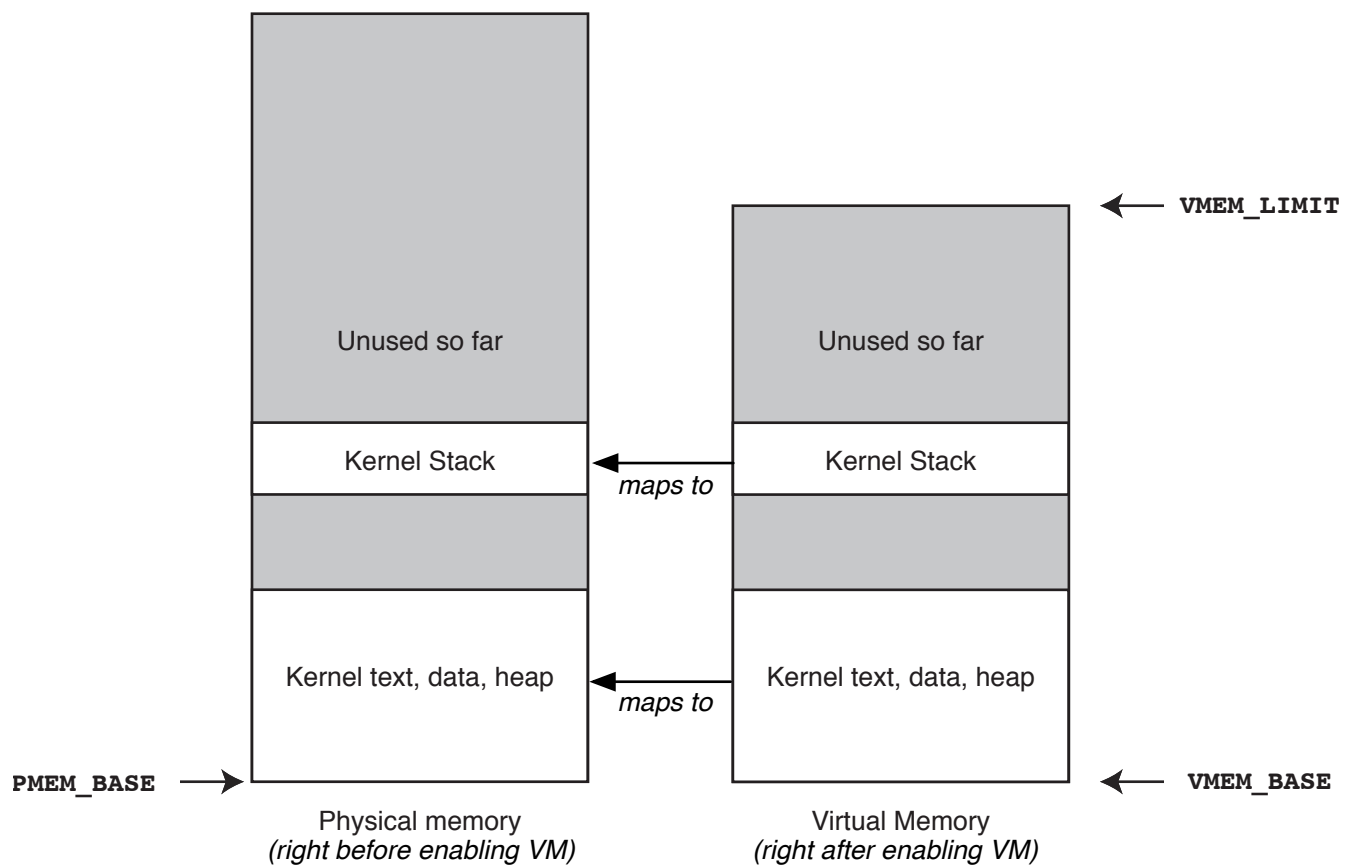 VMEM_LIMIT
Unused so far
Unused so far
Kernel Stack
Kernel Stack
maps to
Kernel text, data, heap
Kernel text, data, heap
maps to
PMEM_BASE
VMEM_BASE
Physical memory
(right before enabling VM)
Virtual Memory
(right after enabling VM)